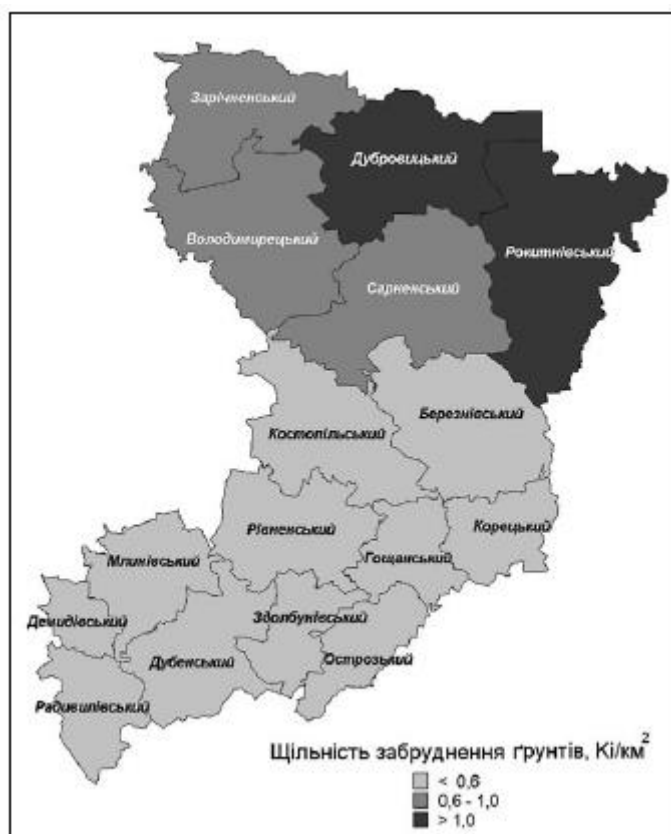 Зарічненський
Дубровицький
Володимирецький
Рокитнівський
Сарненський
Березнівський
Костопільський
Рівненський
Корецький
Гощанський
Млинівський
Здолбунівський
Демидівський
Дубенський
Острозький
Радивилівський
Щільність забруднення ґрунтів, Кі/км²
< 0,6
0,6 - 1,0
> 1,0